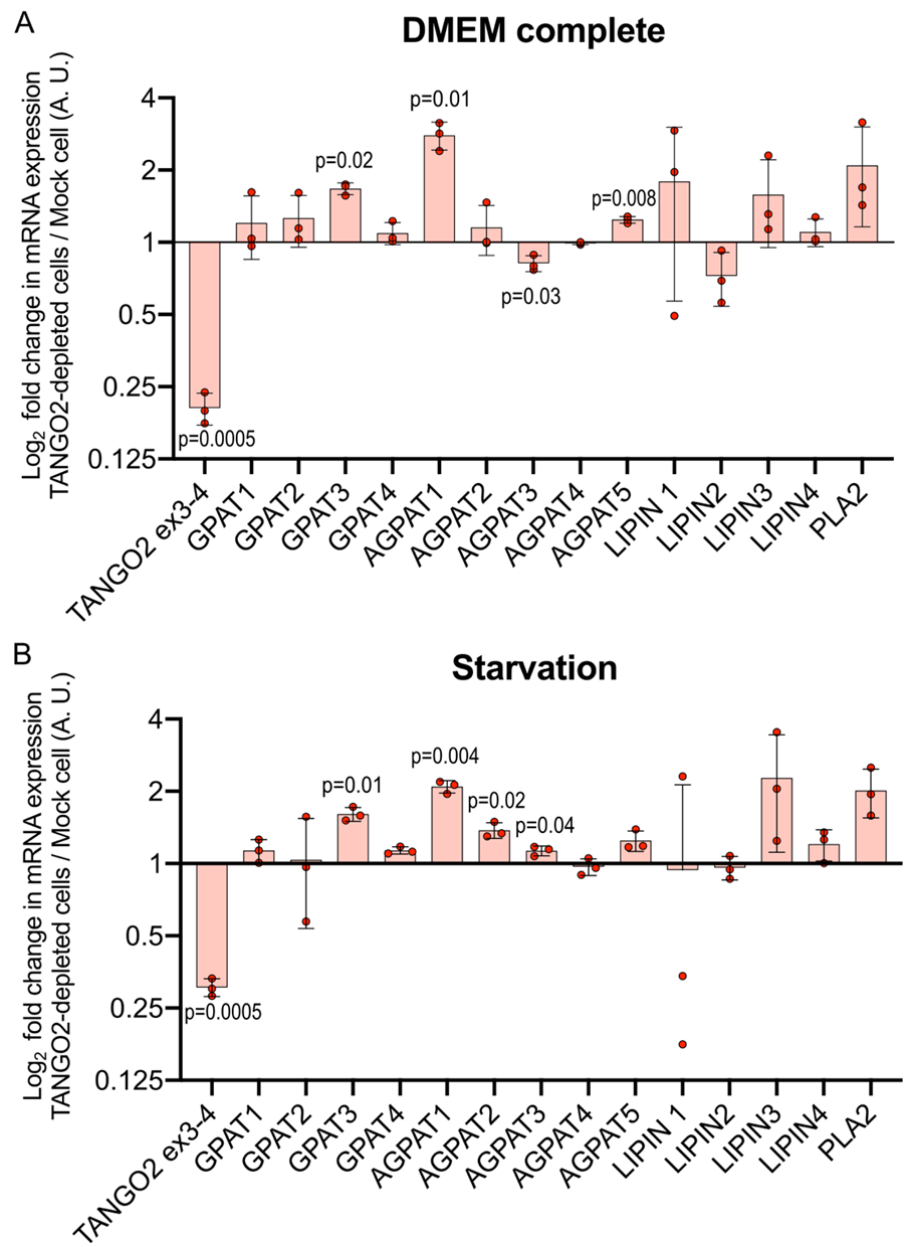 A
DMEM complete
Log₂ fold change in mRNA expression
TANGO2-depleted cells / Mock cell (A. U.)
4
2
1
0.5
0.25
0.125
p=0.0005
p=0.02
p=0.01
p=0.03
p=0.008
TANGO2 ex3-4
GPAT1
GPAT2
GPAT3
GPAT4
AGPAT1
AGPAT2
AGPAT3
AGPAT4
AGPAT5
LIPIN 1
LIPIN2
LIPIN3
LIPIN4
PLA2
B
Starvation
Log₂ fold change in mRNA expression
TANGO2-depleted cells / Mock cell (A. U.)
4
2
1
0.5
0.25
0.125
p=0.0005
p=0.01
p=0.004
p=0.02
p=0.04
TANGO2 ex3-4
GPAT1
GPAT2
GPAT3
GPAT4
AGPAT1
AGPAT2
AGPAT3
AGPAT4
AGPAT5
LIPIN 1
LIPIN2
LIPIN3
LIPIN4
PLA2